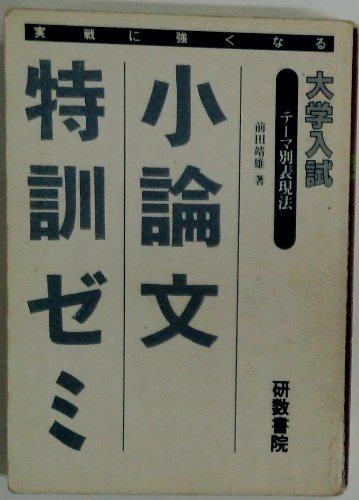 実戦に強くなる
大学入試
テーマ別表現法
前田靖雄 著
小論文
特訓ゼミ
研数書院